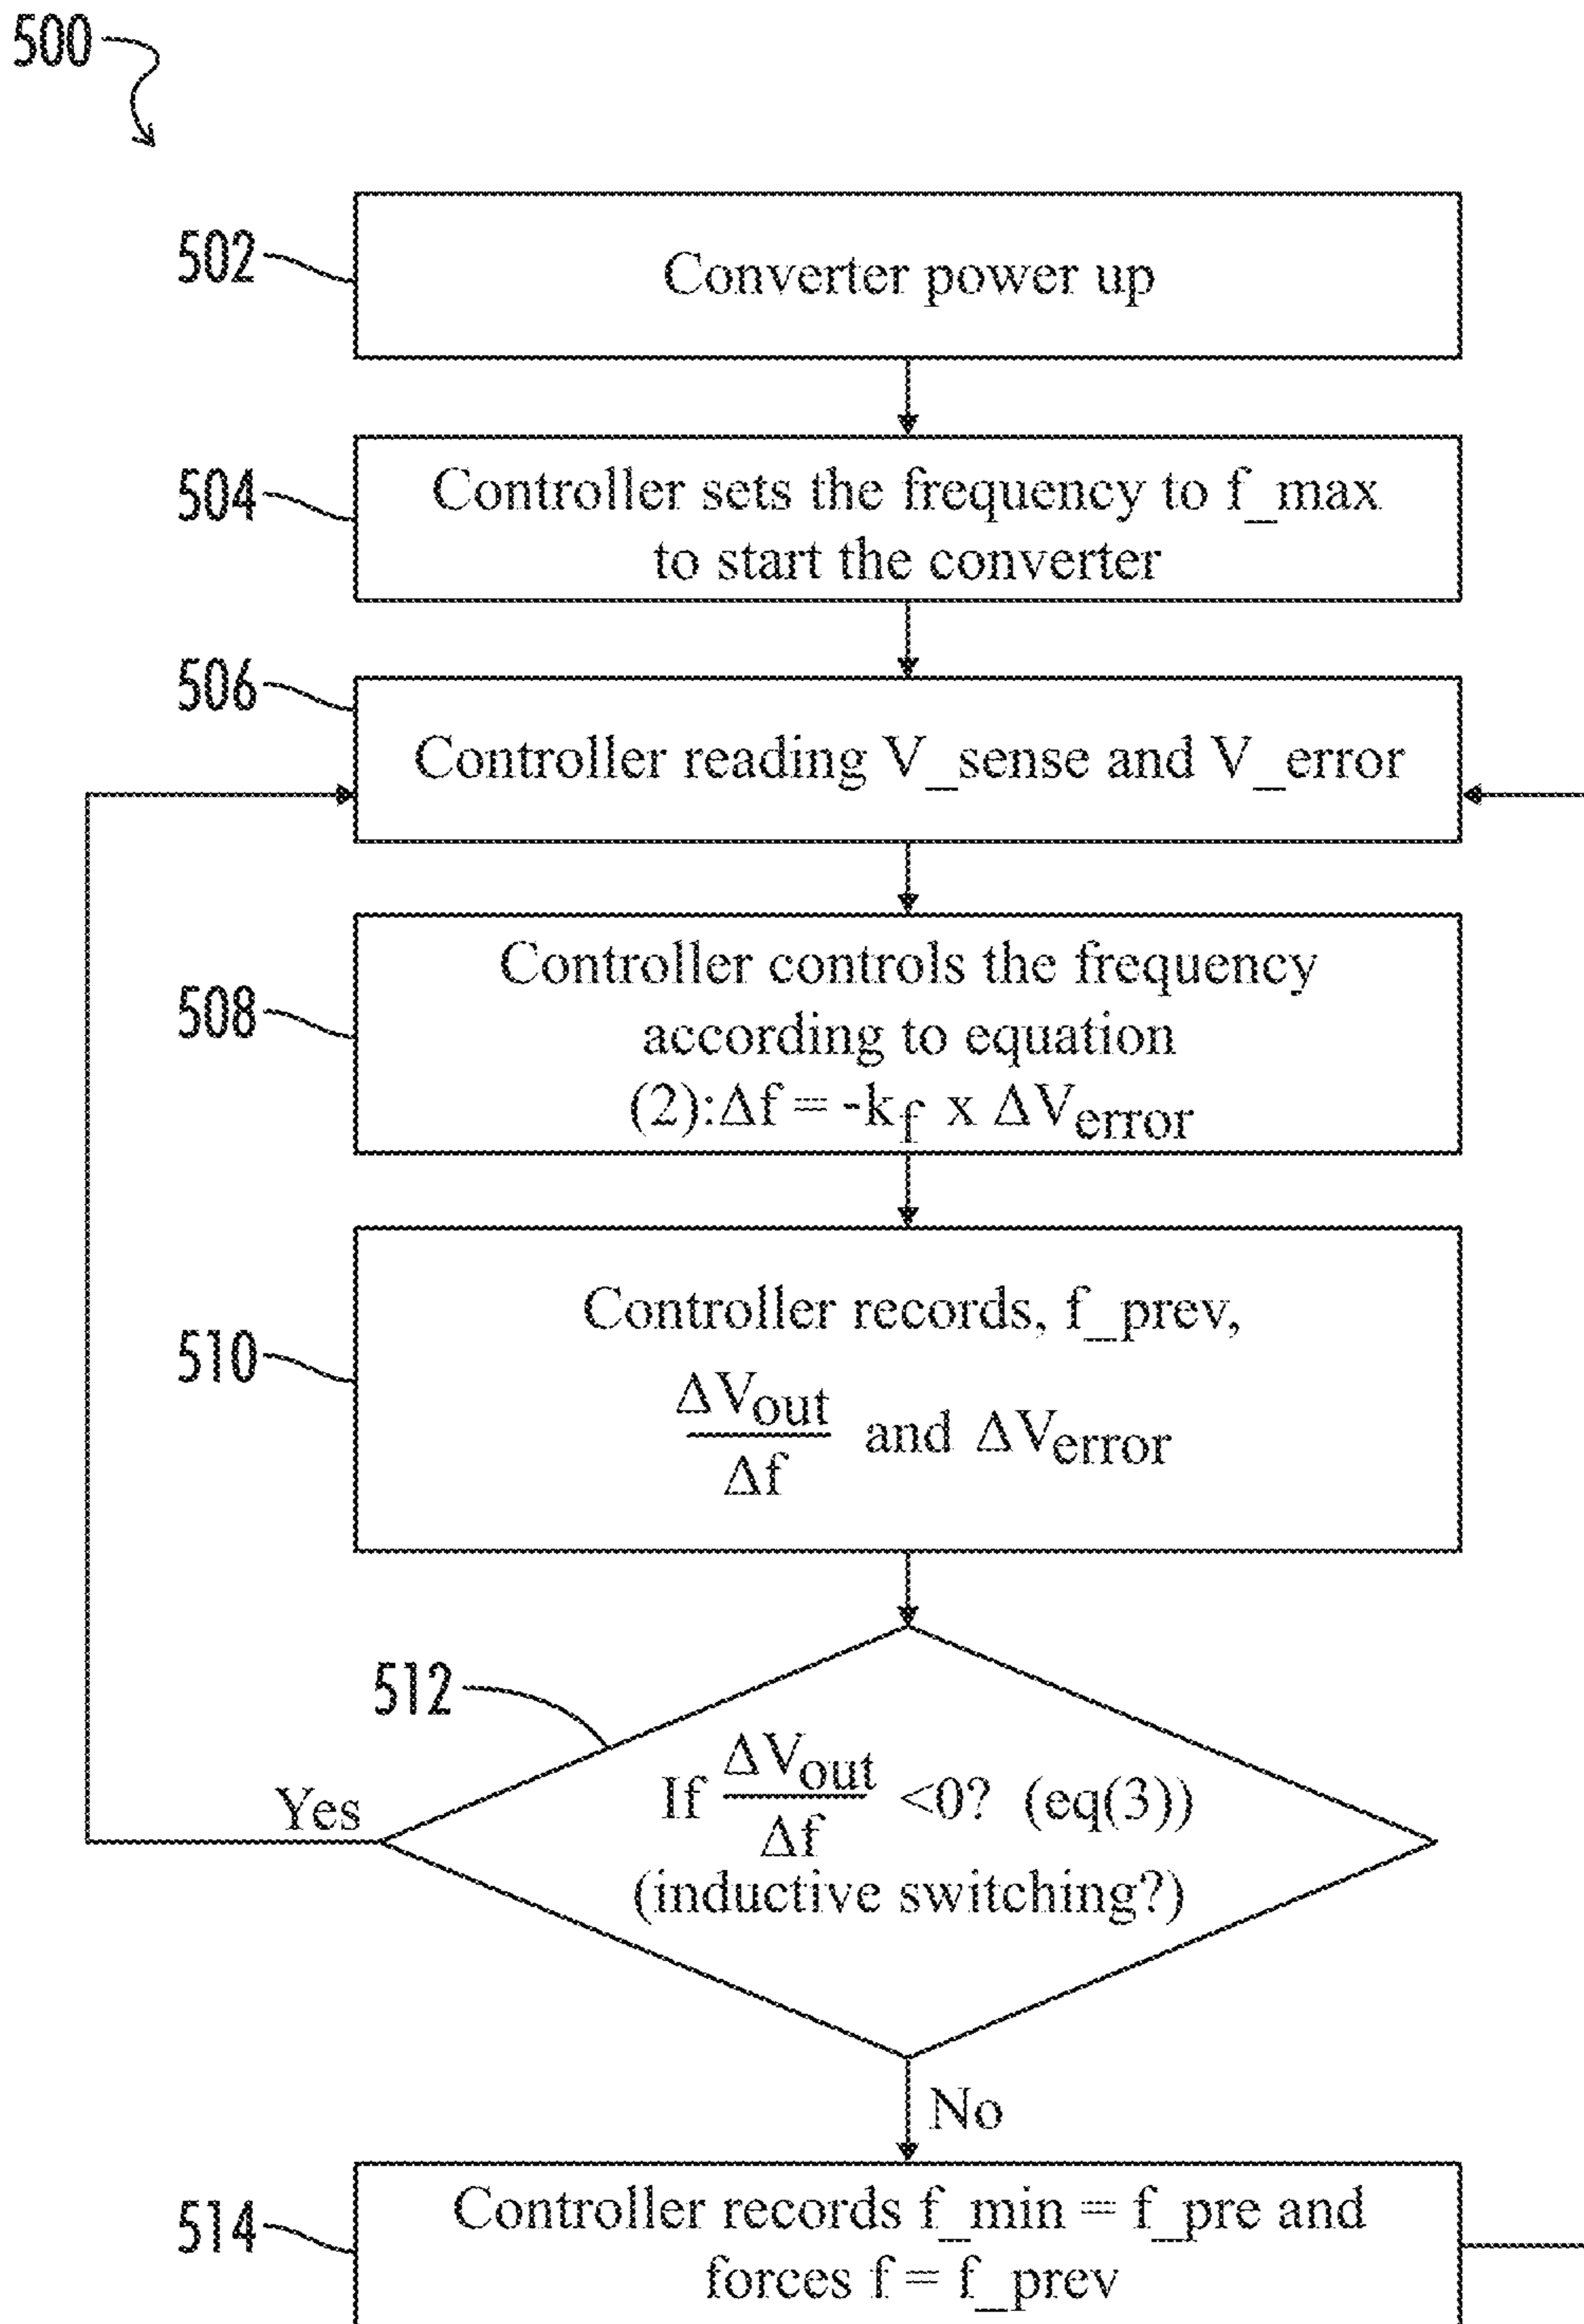 500
502
Converter power up
504
Controller sets the frequency to f_max
to start the converter
506
Controller reading V_sense and V_error
508
Controller controls the frequency
according to equation
(2):Δf = -kf x ΔVerror
510
Controller records, f_prev,
ΔVout
Δf
and ΔVerror
512
Yes
If ΔVout
Δf
<0? (eq(3))
(inductive switching?)
No
514
Controller records f_min = f_pre and
forces f = f_prev